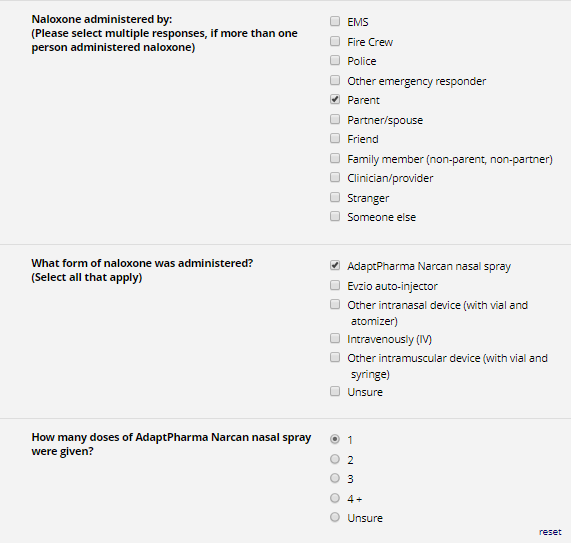 Naloxone administered by:
(Please select multiple responses, if more than one
person administered naloxone)
EMS
Fire Crew
Police
Other emergency responder
Parent
Partner/spouse
Friend
Family member (non-parent, non-partner)
Clinician/provider
Stranger
Someone else
What form of naloxone was administered?
(Select all that apply)
AdaptPharma Narcan nasal spray
Evzio auto-injector
Other intranasal device (with vial and
atomizer)
Intravenously (IV)
Other intramuscular device (with vial and
syringe)
Unsure
How many doses of AdaptPharma Narcan nasal spray
were given?
1
2
3
4 +
Unsure
reset